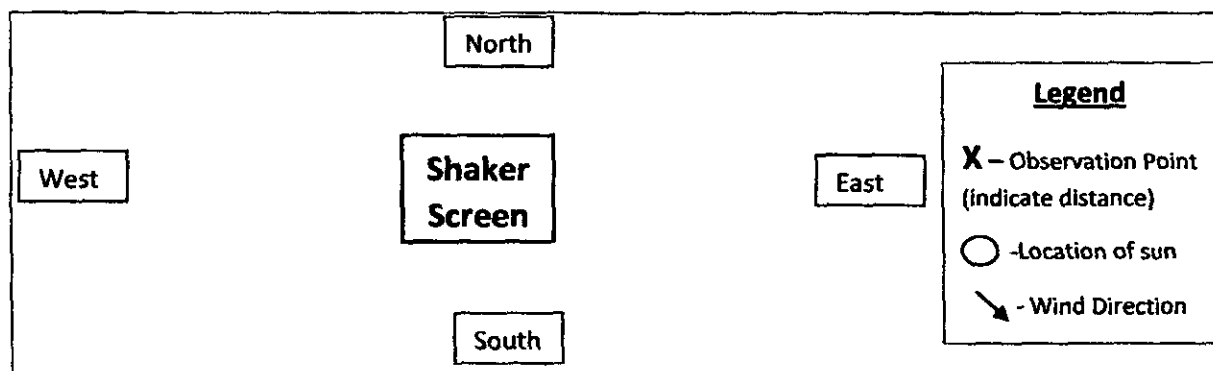 North
Legend
X – Observation Point
(indicate distance)
-Location of sun
- Wind Direction
West
Shaker
Screen
East
South